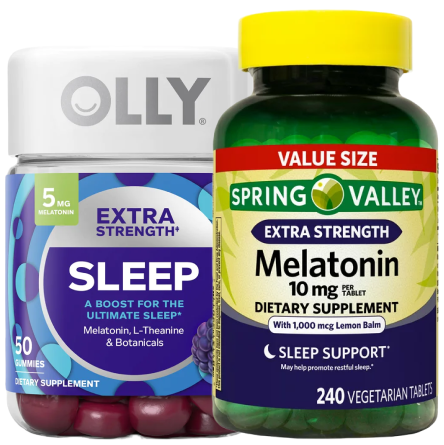 OLLY®
5 MG
MELATONIN
EXTRA
STRENGTH‡
SLEEP
A BOOST FOR THE
ULTIMATE SLEEP*
Melatonin, L-Theanine
& Botanicals
50
GUMMIES
DIETARY SUPPLEMENT
VALUE SIZE
SPRING VALLEY™
EXTRA STRENGTH
Melatonin
10 mg PER TABLET
DIETARY SUPPLEMENT
With 1,000 mcg Lemon Balm
SLEEP SUPPORT*
May help promote restful sleep.*
240 VEGETARIAN TABLETS